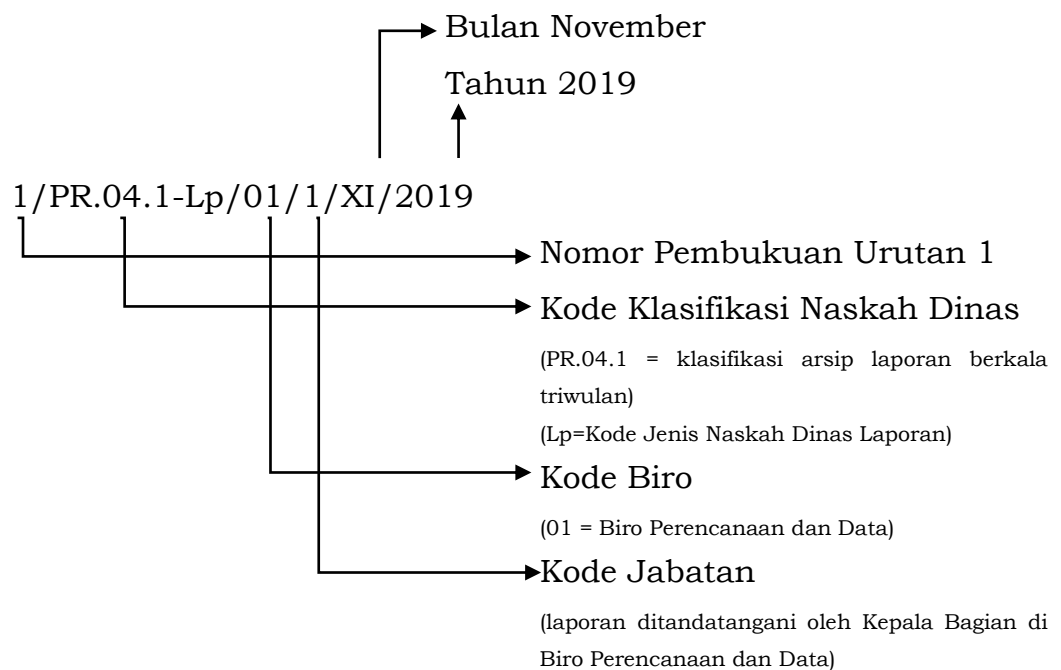 Bulan November
Tahun 2019
1/PR.04.1-Lp/01/1/XI/2019
Nomor Pembukuan Urutan 1
Kode Klasifikasi Naskah Dinas
(PR.04.1 = klasifikasi arsip laporan berkala
triwulan)
(Lp=Kode Jenis Naskah Dinas Laporan)
Kode Biro
(01 = Biro Perencanaan dan Data)
Kode Jabatan
(laporan ditandatangani oleh Kepala Bagian di
Biro Perencanaan dan Data)